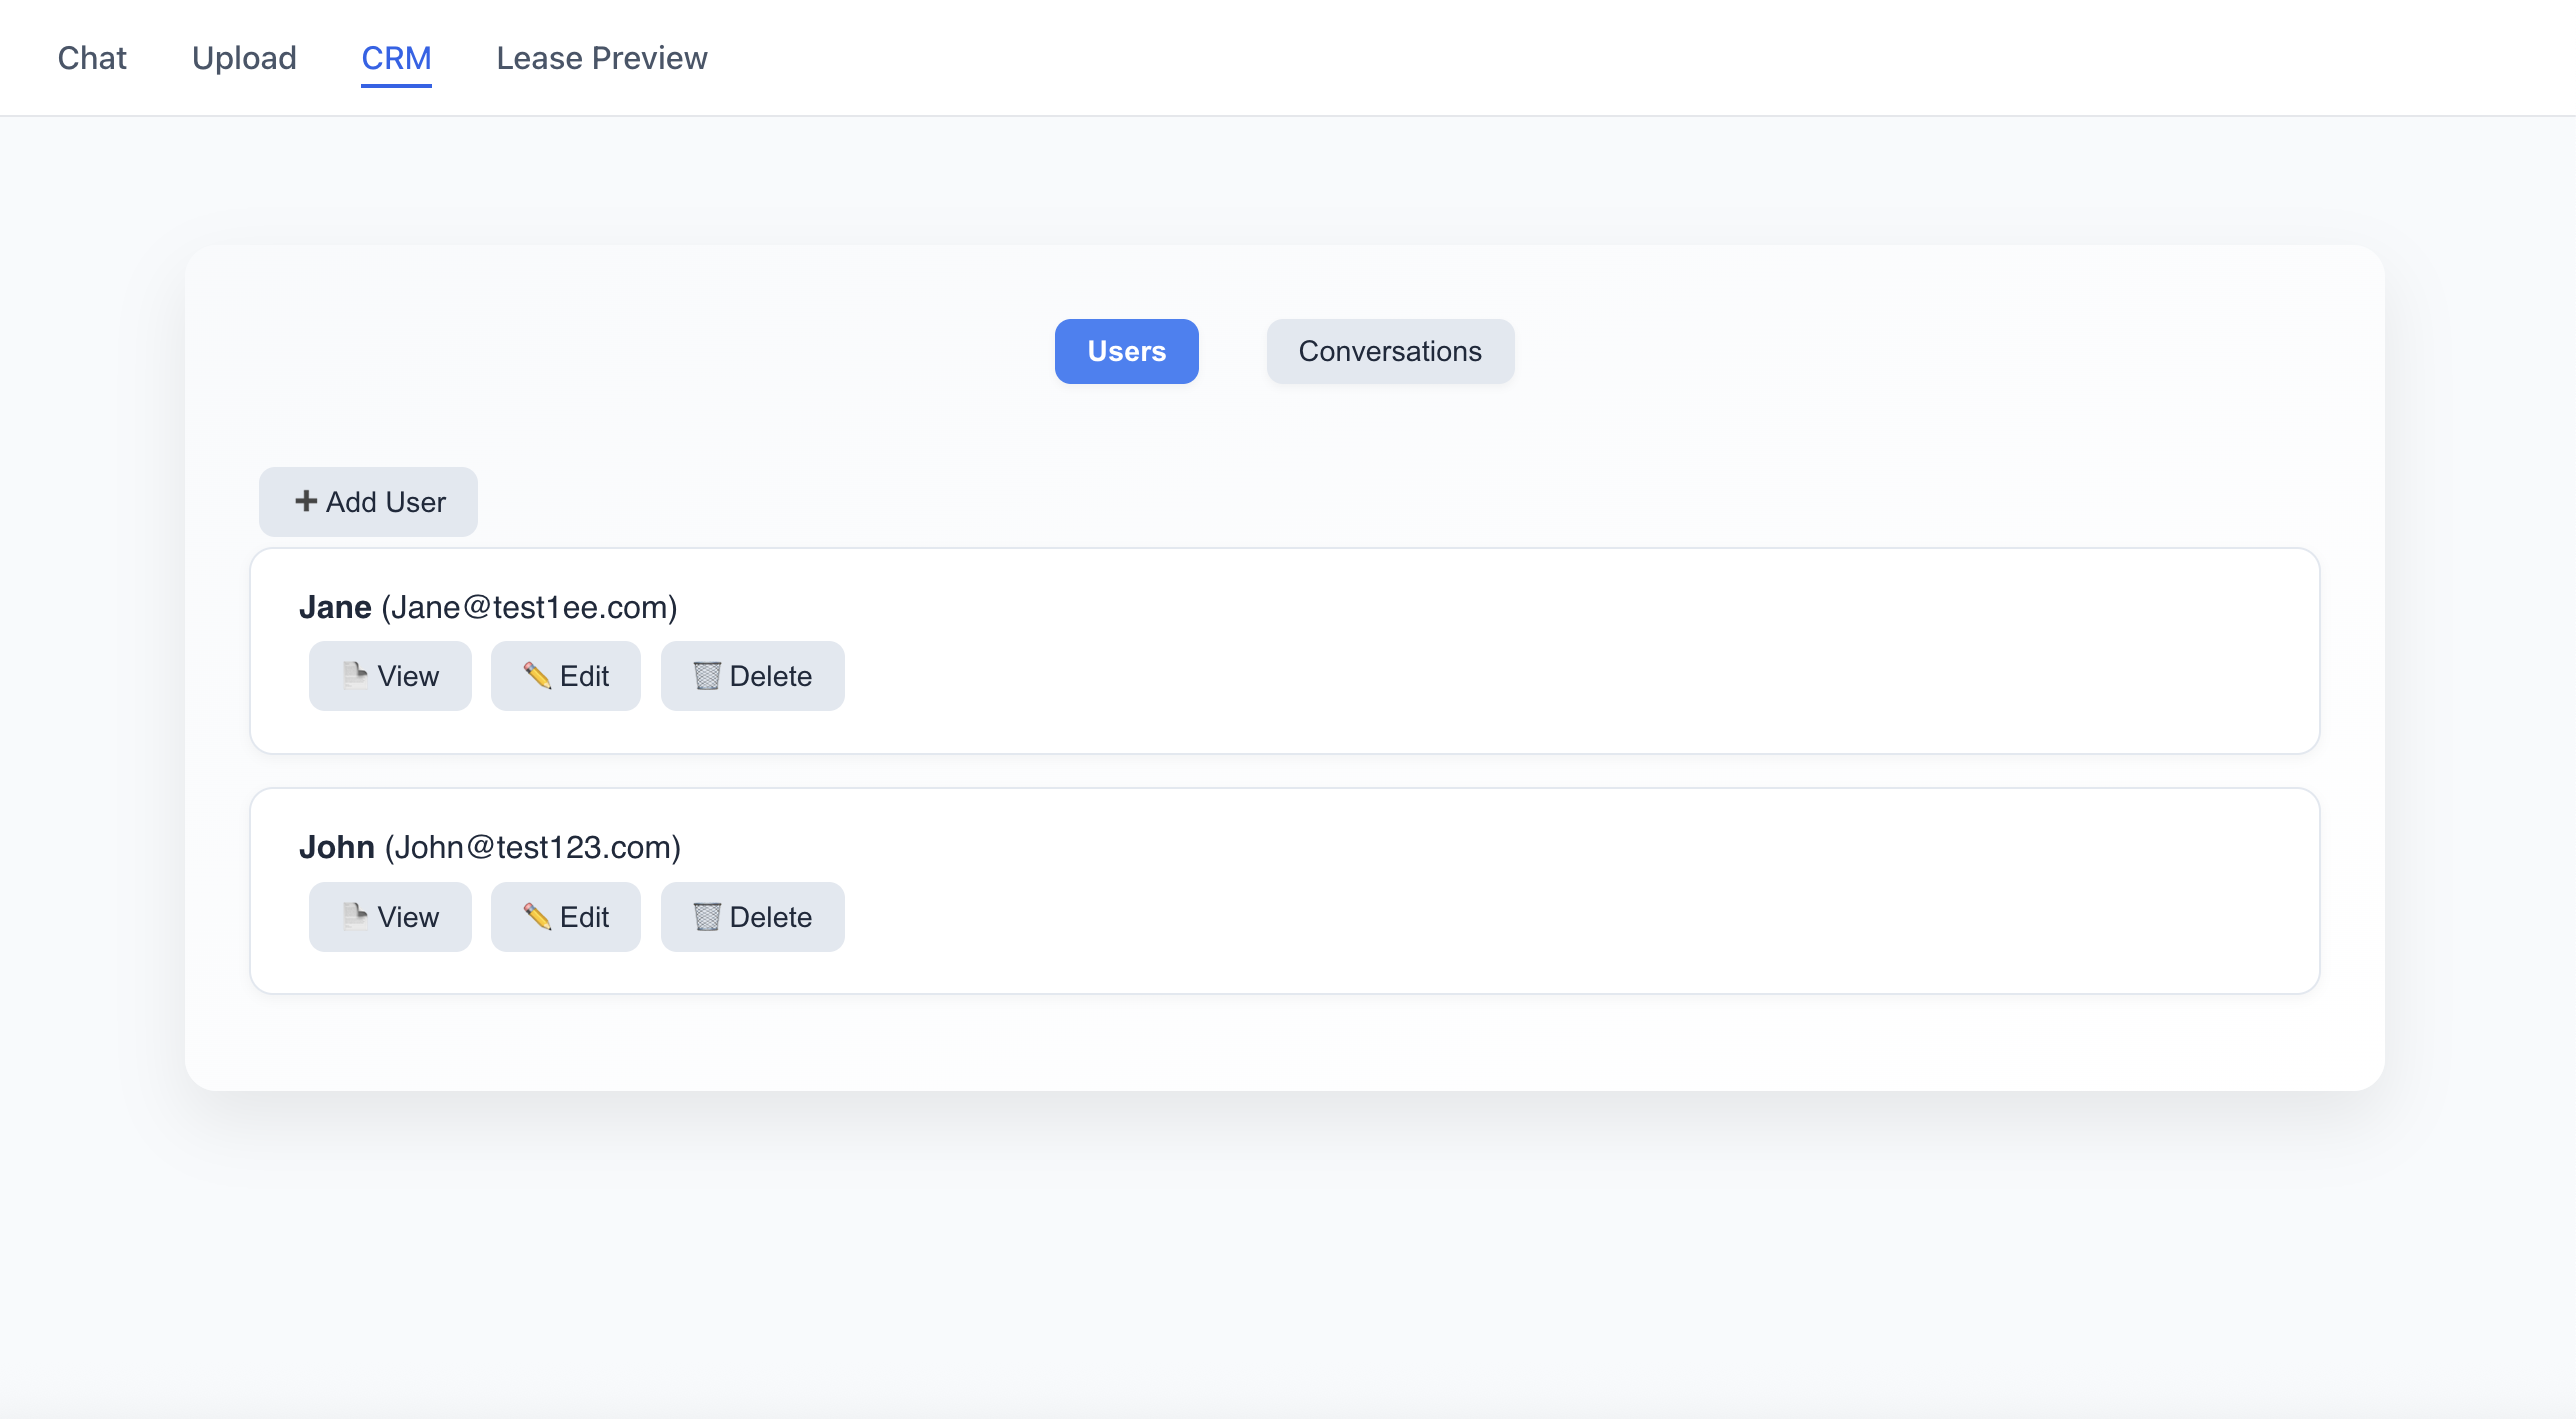 Chat Upload CRM Lease Preview
Users Conversations
➕ Add User
Jane (Jane@test1ee.com)
📄 View ✏️ Edit 🗑️ Delete
John (John@test123.com)
📄 View ✏️ Edit 🗑️ Delete